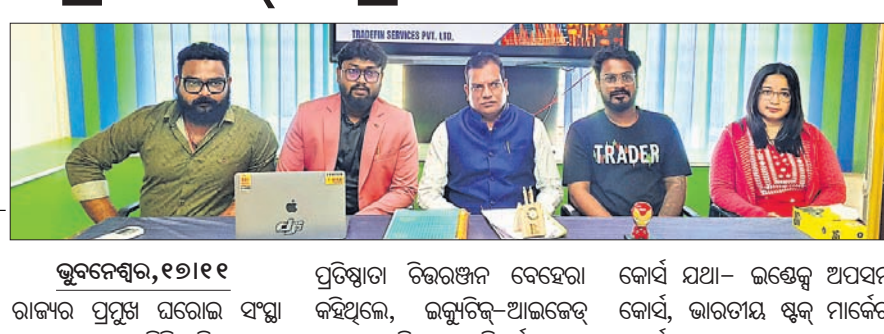 TRADEFIN SERVICES PVT. LTD.
TRADER
dji
ଭୁବନେଶ୍ୱର,୧୭।୧୧
ରାଜ୍ୟର ପ୍ରମୁଖ ଘରୋଇ ସଂସ୍ଥା
ପ୍ରତିଷ୍ଠାତା ଚିତ୍ତରଞ୍ଜନ ବେହେରା
କହିଥିଲେ, ଇକ୍ୟୁଟିଜ୍-ଆଇଜେଡ୍
କୋର୍ସ ଯଥା- ଇଣ୍ଡେକ୍ସ ଅପସନ
କୋର୍ସ, ଭାରତୀୟ ଷ୍ଟକ୍ ମାର୍କେଟ